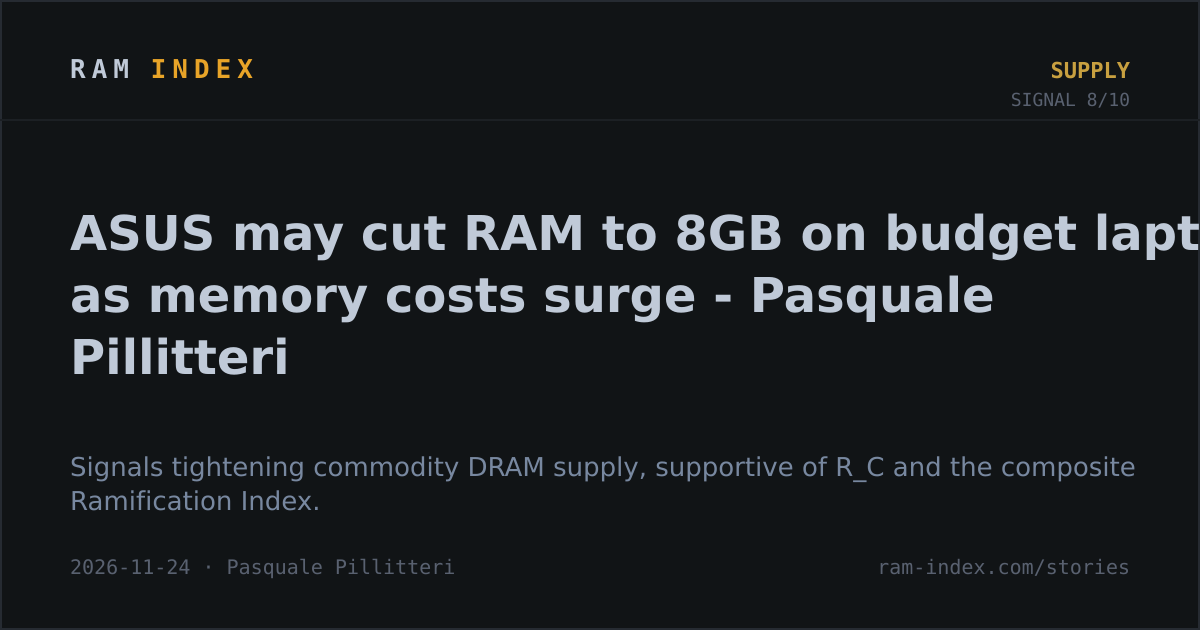 RAM INDEX
SUPPLY
SIGNAL 8/10
ASUS may cut RAM to 8GB on budget lapt
as memory costs surge - Pasquale
Pillitteri
Signals tightening commodity DRAM supply, supportive of R_C and the composite
Ramification Index.
2026-11-24 · Pasquale Pillitteri
ram-index.com/stories